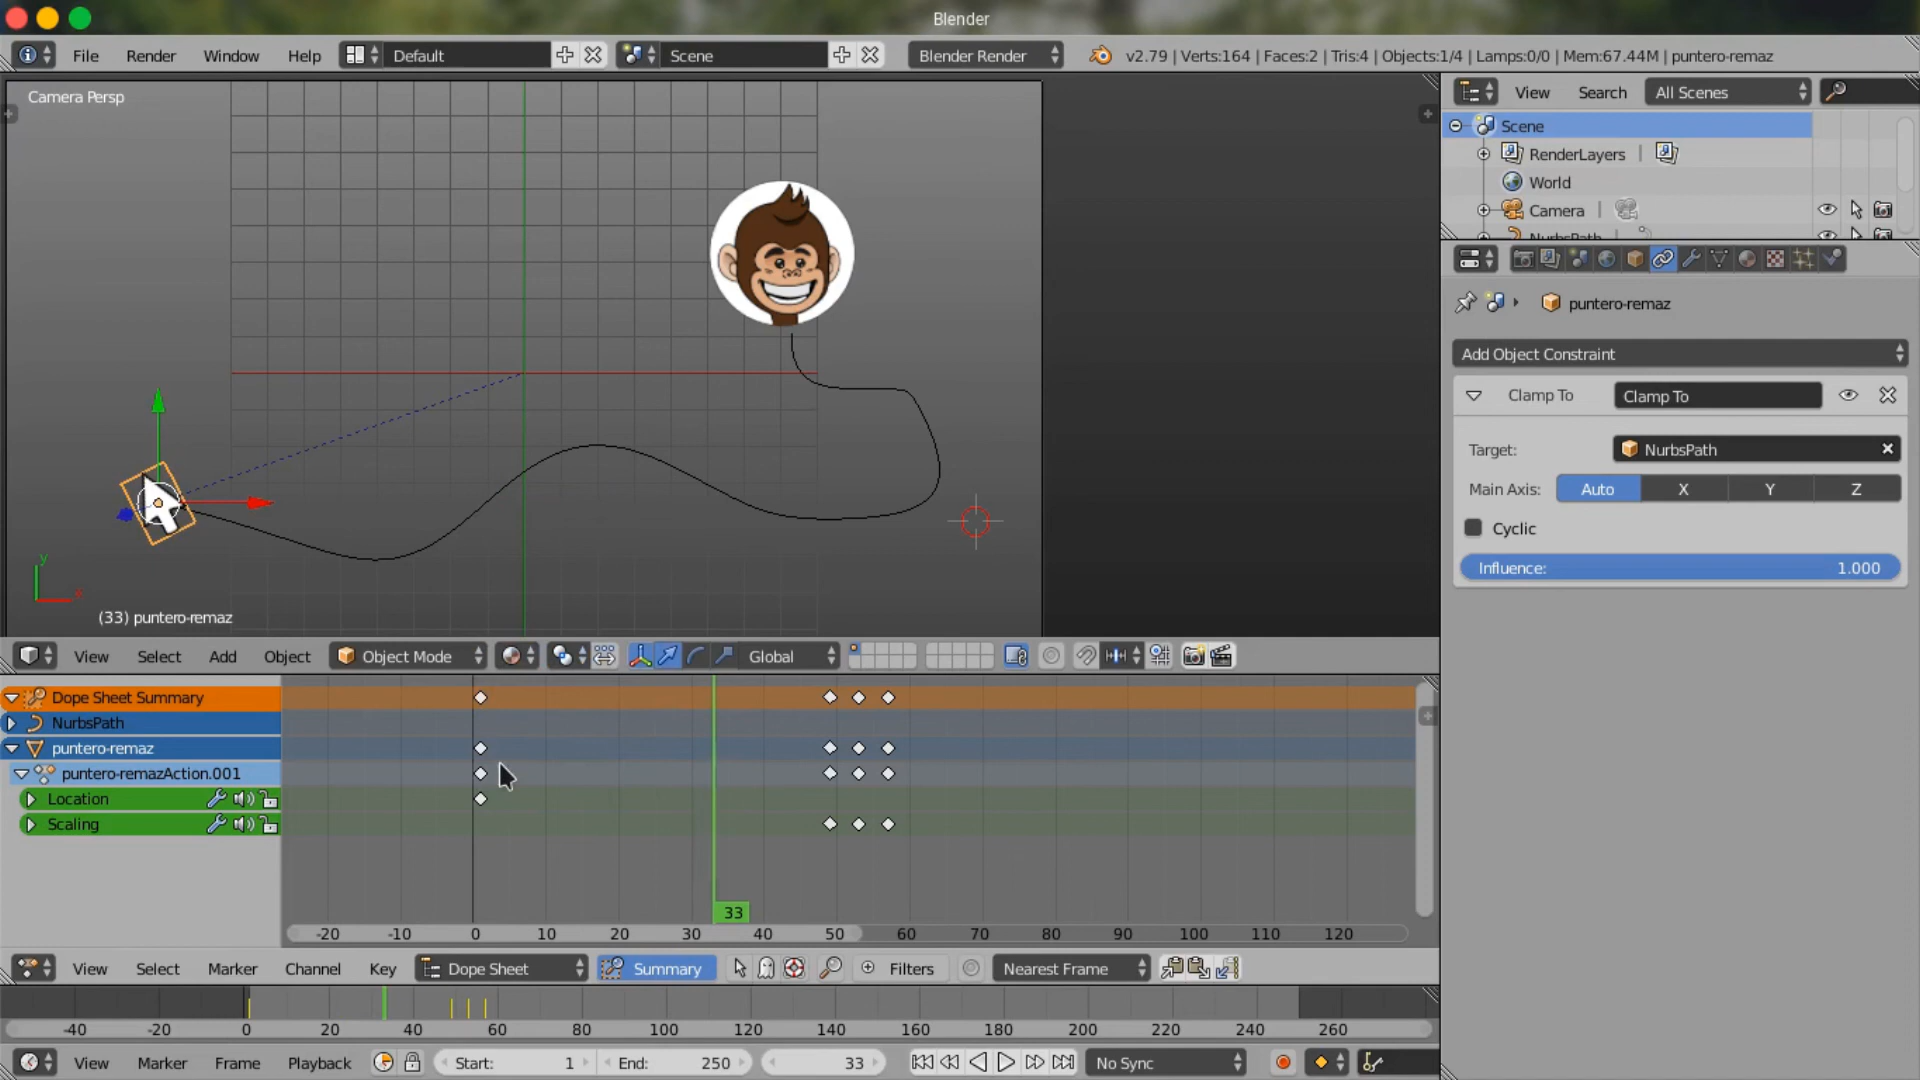 Blender
File Render Window Help Default Scene Blender Render v2.79 | Verts:164 | Faces:2 | Tris:4 | Objects:1/4 | Lamps:0/0 | Mem:67.44M | puntero-remaz
Camera Persp
View Search All Scenes
Scene
RenderLayers
World
Camera
NurbsPath
puntero-remaz
Add Object Constraint
Clamp To Clamp To
Target: NurbsPath
Main Axis: Auto X Y Z
Cyclic
Influence: 1.000
y
x
(33) puntero-remaz
View Select Add Object Object Mode Global
Dope Sheet Summary
NurbsPath
puntero-remaz
puntero-remazAction.001
Location
Scaling
33
-20 -10 0 10 20 30 40 50 60 70 80 90 100 110 120
View Select Marker Channel Key Dope Sheet Summary Filters Nearest Frame
-40 -20 0 20 40 60 80 100 120 140 160 180 200 220 240 260
View Marker Frame Playback Start: 1 End: 250 33 No Sync